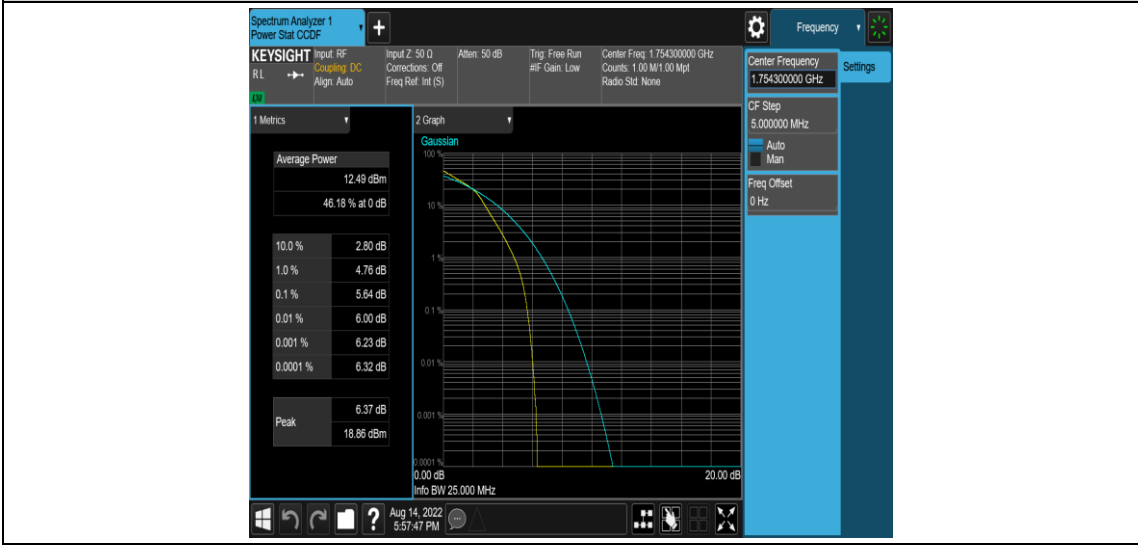 Spectrum Analyzer 1
Power Stat CCDF
Frequency
KEYSIGHT
RL
LM
Input: RF
Coupling: DC
Align: Auto
Input Z: 50 Ω
Corrections: Off
Freq Ref: Int (S)
Atten: 50 dB
Trig: Free Run
#IF Gain: Low
Center Freq: 1.754300000 GHz
Counts: 1.00 M/1.00 Mpt
Radio Std: None
Center Frequency
1.754300000 GHz
Settings
CF Step
5.000000 MHz
Auto
Man
Freq Offset
0 Hz
1 Metrics
Average Power
12.49 dBm
46.18 % at 0 dB
10.0 % 2.80 dB
1.0 % 4.76 dB
0.1 % 5.64 dB
0.01 % 6.00 dB
0.001 % 6.23 dB
0.0001 % 6.32 dB
Peak
6.37 dB
18.86 dBm
2 Graph
Gaussian
100 %
10 %
1 %
0.1 %
0.01 %
0.001 %
0.0001 %
0.00 dB 20.00 dB
Info BW 25.000 MHz
Aug 14, 2022
5:57:47 PM